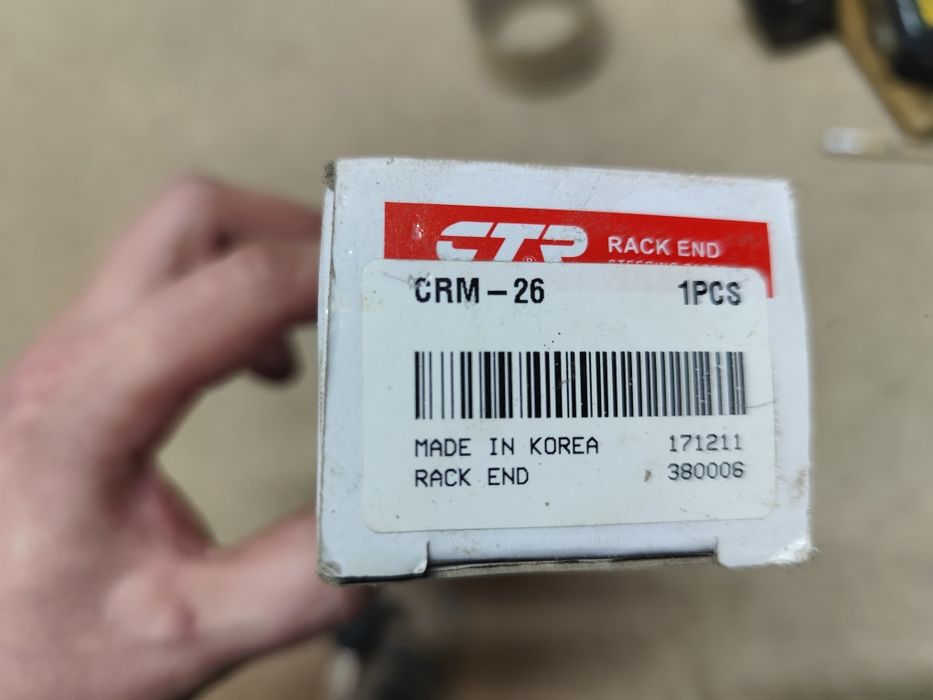 CTR® RACK END
CRM-26 1PCS
MADE IN KOREA 171211
RACK END 380006